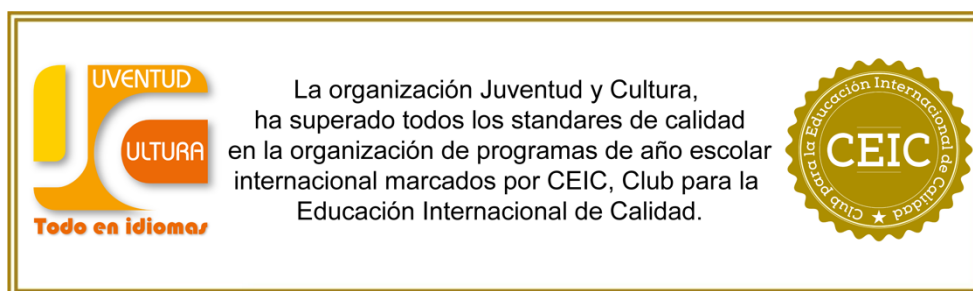 JUVENTUD
CULTURA
Todo en idiomas
La organización Juventud y Cultura,
ha superado todos los standares de calidad
en la organización de programas de año escolar
internacional marcados por CEIC, Club para la
Educación Internacional de Calidad.
Club para la Educación Internacional de Calidad
CEIC